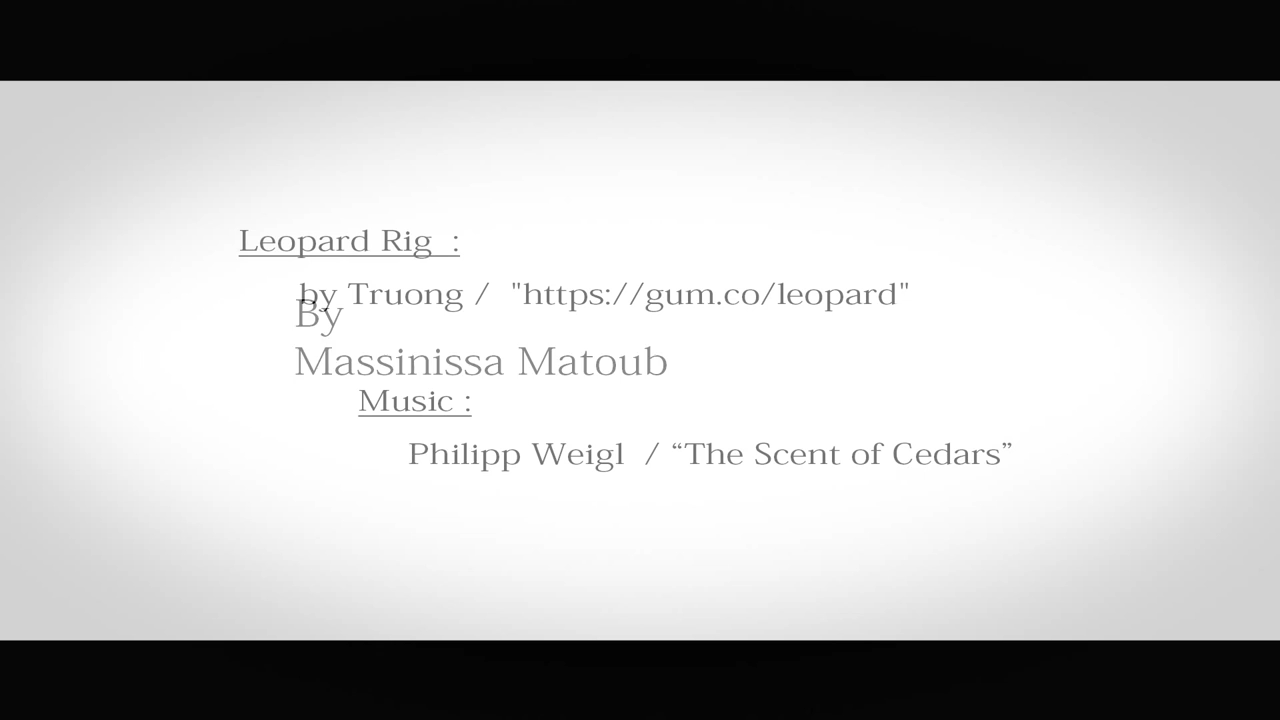 Leopard Rig  :
by Truong /  "https://gum.co/leopard"
By
Massinissa Matoub
Music :
Philipp Weigl  / “The Scent of Cedars”